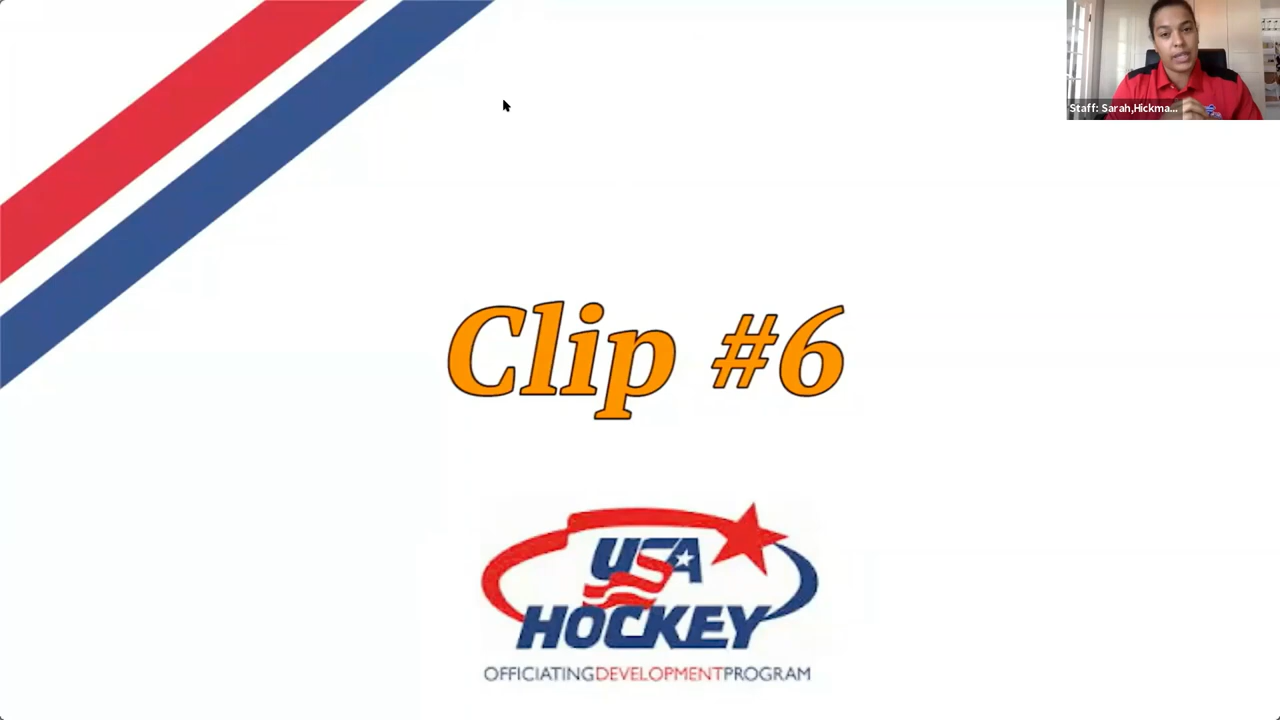 Staff: Sarah,Hickma...
Clip #6
USA
HOCKEY
OFFICIATINGDEVELOPMENTPROGRAM